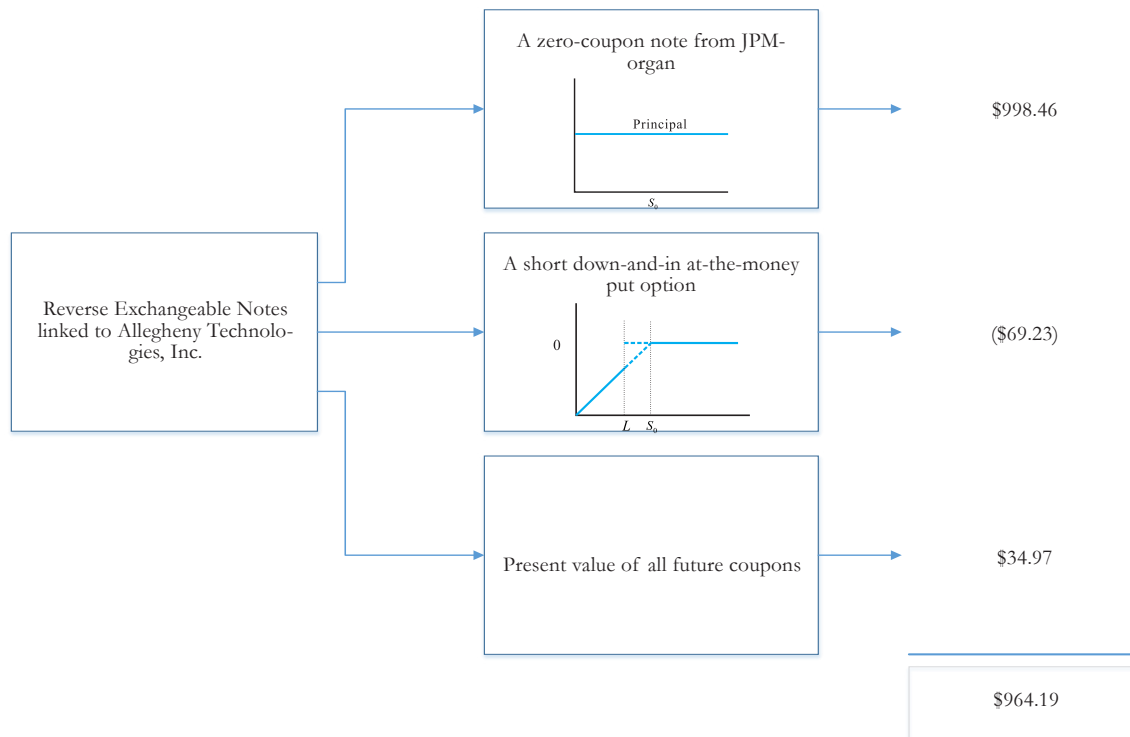 A zero-coupon note from JPM-
organ
Principal
S₀
$998.46
Reverse Exchangeable Notes
linked to Allegheny Technolo-
gies, Inc.
A short down-and-in at-the-money
put option
0
L S₀
($69.23)
Present value of all future coupons
$34.97
$964.19